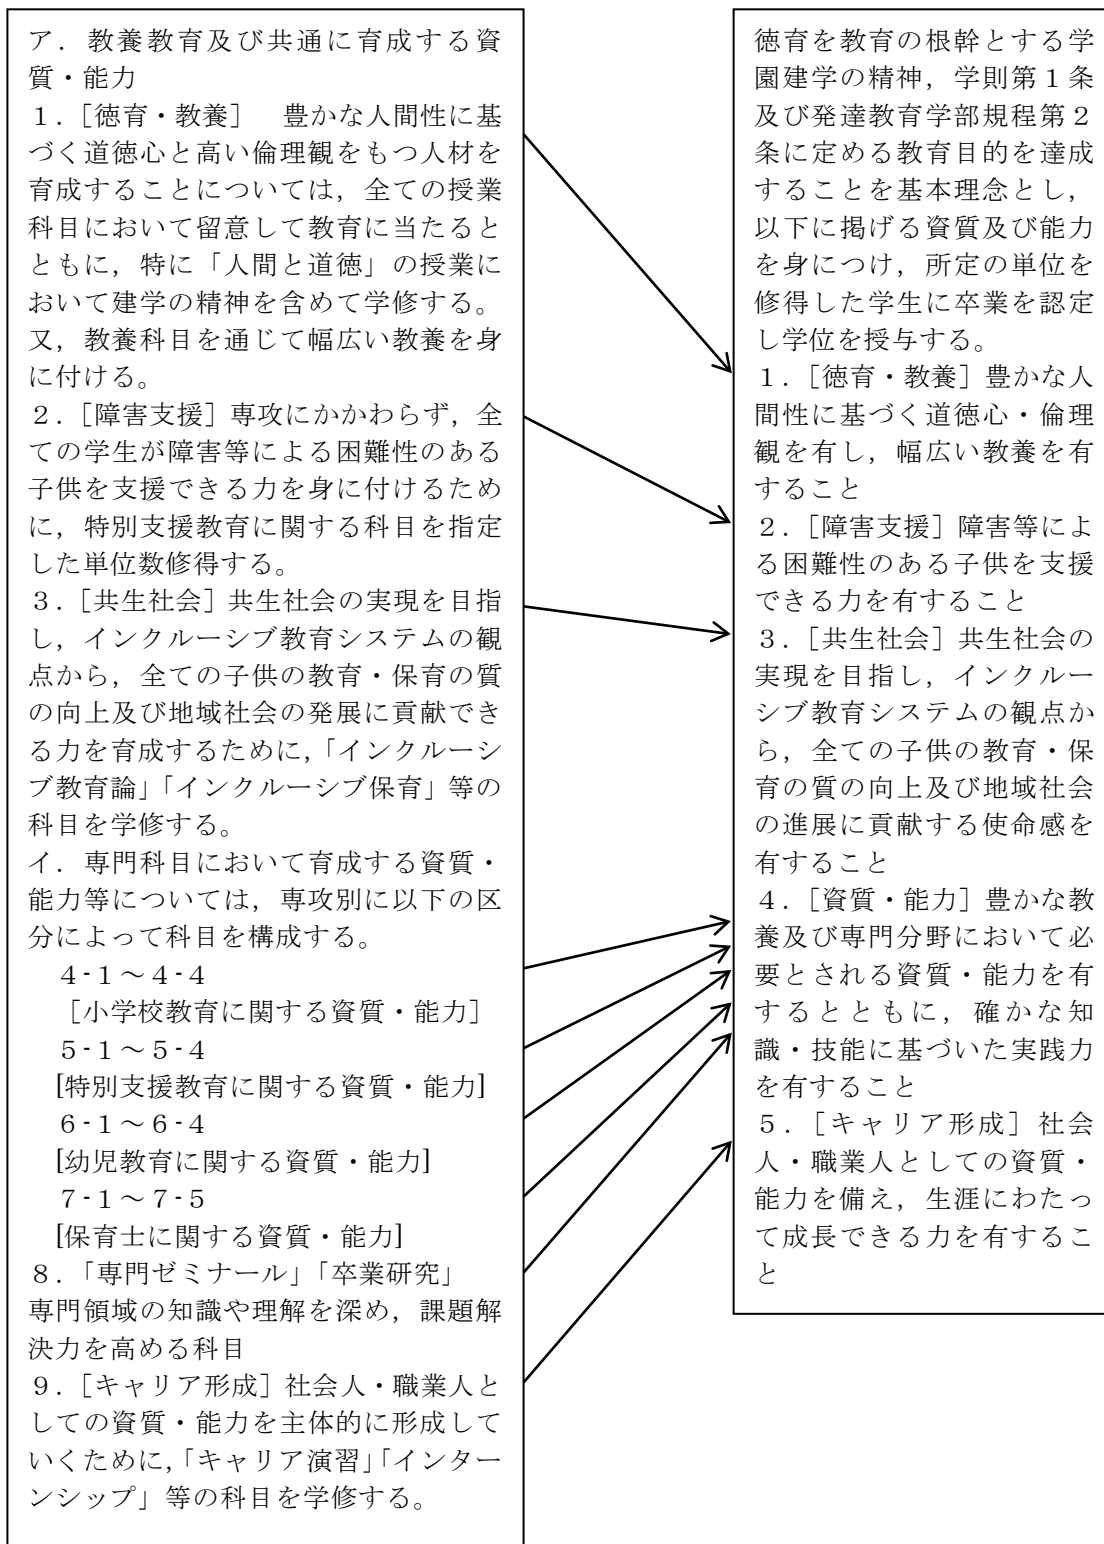 ア．教養教育及び共通に育成する資
質・能力
１．［徳育・教養］　豊かな人間性に基
づく道徳心と高い倫理観をもつ人材を
育成することについては，全ての授業
科目において留意して教育に当たると
ともに，特に「人間と道徳」の授業に
おいて建学の精神を含めて学修する。
又，教養科目を通じて幅広い教養を身
に付ける。
２．［障害支援］専攻にかかわらず，全
ての学生が障害等による困難性のある
子供を支援できる力を身に付けるため
に，特別支援教育に関する科目を指定
した単位数修得する。
３．［共生社会］共生社会の実現を目指
し，インクルーシブ教育システムの観
点から，全ての子供の教育・保育の質
の向上及び地域社会の発展に貢献でき
る力を育成するために，「インクルーシ
ブ教育論」「インクルーシブ保育」等の
科目を学修する。
イ．専門科目において育成する資質・
能力等については，専攻別に以下の区
分によって科目を構成する。
４-１～４-４
［小学校教育に関する資質・能力］
５-１～５-４
[特別支援教育に関する資質・能力]
６-１～６-４
[幼児教育に関する資質・能力]
７-１～７-５
[保育士に関する資質・能力]
８．「専門ゼミナール」「卒業研究」
専門領域の知識や理解を深め，課題解
決力を高める科目
９．［キャリア形成］社会人・職業人と
しての資質・能力を主体的に形成して
いくために，「キャリア演習」「インター
ンシップ」等の科目を学修する。
徳育を教育の根幹とする学
園建学の精神，学則第１条
及び発達教育学部規程第２
条に定める教育目的を達成
することを基本理念とし，
以下に掲げる資質及び能力
を身につけ，所定の単位を
修得した学生に卒業を認定
し学位を授与する。
１．［徳育・教養］豊かな人
間性に基づく道徳心・倫理
観を有し，幅広い教養を有
すること
２．［障害支援］障害等によ
る困難性のある子供を支援
できる力を有すること
３．［共生社会］共生社会の
実現を目指し，インクルー
シブ教育システムの観点か
ら，全ての子供の教育・保
育の質の向上及び地域社会
の進展に貢献する使命感を
有すること
４．［資質・能力］豊かな教
養及び専門分野において必
要とされる資質・能力を有
するとともに，確かな知
識・技能に基づいた実践力
を有すること
５．［キャリア形成］社会
人・職業人としての資質・
能力を備え，生涯にわたっ
て成長できる力を有するこ
と